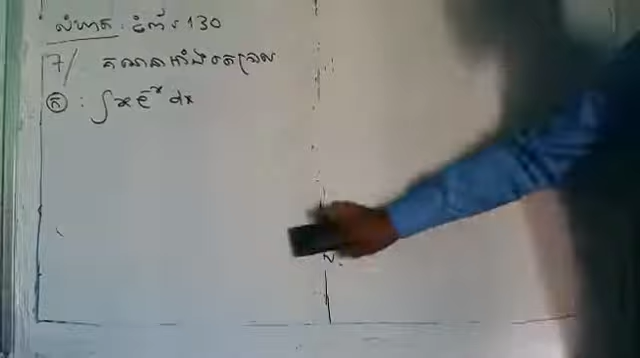 លំហាត់ : ទំព័រ 130
7/ គណនាអាំងតេក្រាល
ក : ∫xe⁻ˣ dx